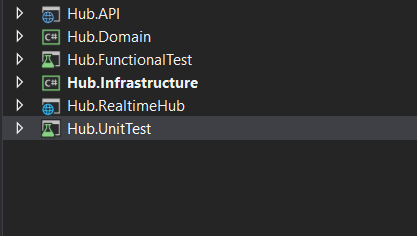 Hub.API
C# Hub.Domain
Hub.FunctionalTest
C# Hub.Infrastructure
Hub.RealtimeHub
Hub.UnitTest